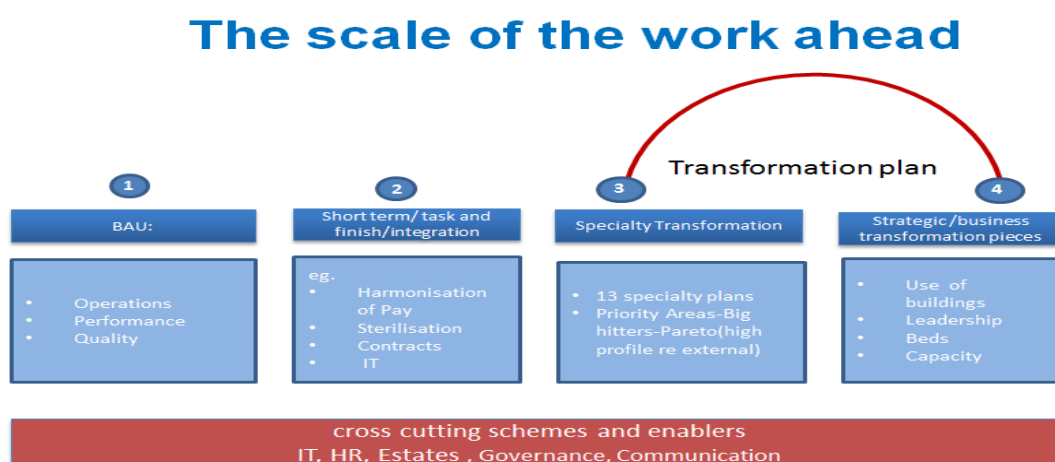 The scale of the work ahead
Transformation plan
1
BAU:
• Operations
• Performance
• Quality
2
Short term/ task and
finish/integration
eg.
• Harmonisation
of Pay
• Sterilisation
• Contracts
• IT
3
Specialty Transformation
• 13 specialty plans
• Priority Areas-Big
hitters-Pareto(high
profile re external)
4
Strategic/business
transformation pieces
• Use of
buildings
• Leadership
• Beds
• Capacity
cross cutting schemes and enablers
IT, HR, Estates , Governance, Communication